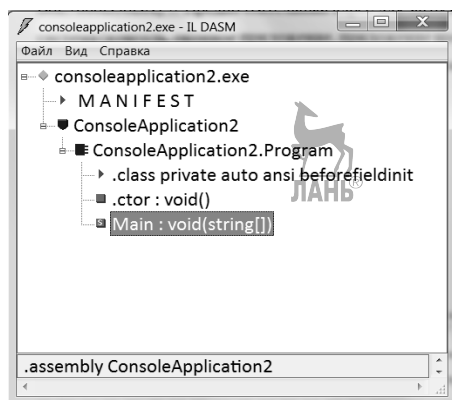 consoleapplication2.exe - IL DASM
Файл Вид Справка
consoleapplication2.exe
M A N I F E S T
ConsoleApplication2
ConsoleApplication2.Program
.class private auto ansi beforefieldinit
.ctor : void()
S Main : void(string[])
ЛАНЬ®
.assembly ConsoleApplication2